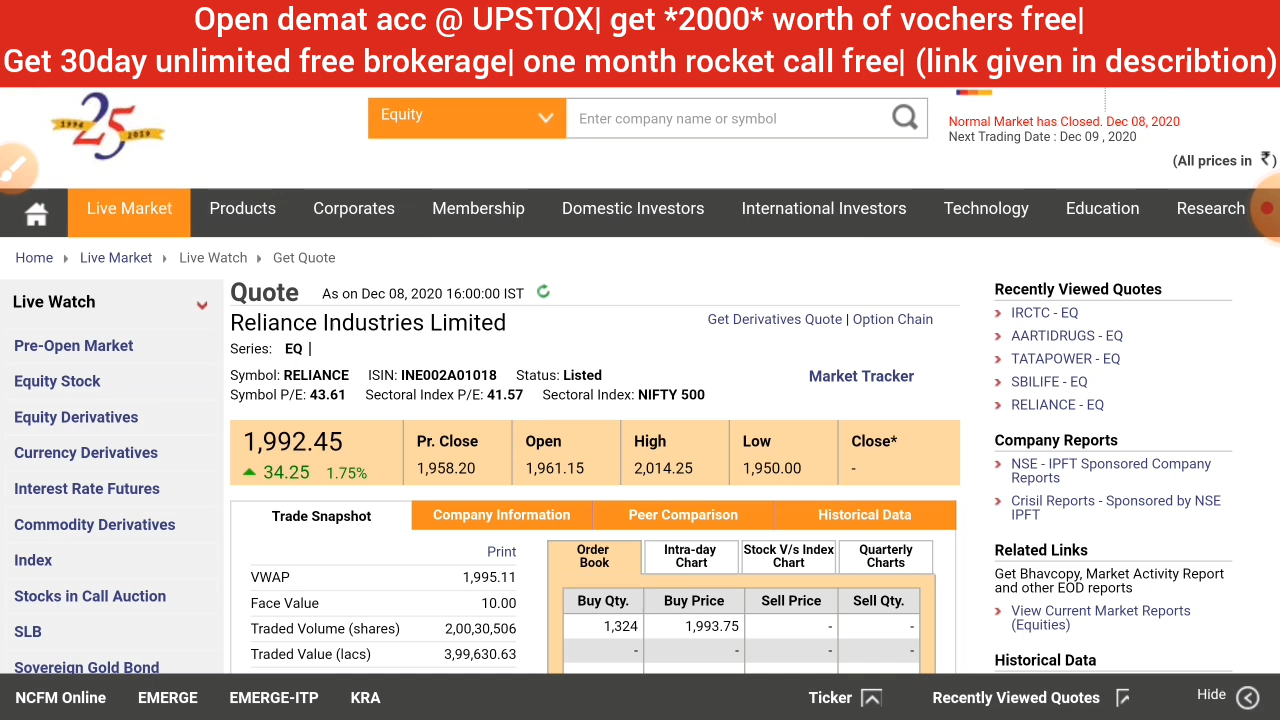 Open demat acc @ UPSTOX| get *2000* worth of vochers free|
Get 30day unlimited free brokerage| one month rocket call free| (link given in describtion)
1994 25 2019
Equity
Enter company name or symbol
Normal Market has Closed. Dec 08, 2020
Next Trading Date : Dec 09 , 2020
(All prices in ₹)
Live Market Products Corporates Membership Domestic Investors International Investors Technology Education Research
Home Live Market Live Watch Get Quote
Live Watch
Pre-Open Market
Equity Stock
Equity Derivatives
Currency Derivatives
Interest Rate Futures
Commodity Derivatives
Index
Stocks in Call Auction
SLB
Sovereign Gold Bond
Quote As on Dec 08, 2020 16:00:00 IST
Reliance Industries Limited
Get Derivatives Quote | Option Chain
Series: EQ |
Symbol: RELIANCE ISIN: INE002A01018 Status: Listed
Market Tracker
Symbol P/E: 43.61 Sectoral Index P/E: 41.57 Sectoral Index: NIFTY 500
1,992.45 Pr. Close Open High Low Close*
34.25 1.75% 1,958.20 1,961.15 2,014.25 1,950.00 -
Trade Snapshot Company Information Peer Comparison Historical Data
Print
VWAP 1,995.11
Face Value 10.00
Traded Volume (shares) 2,00,30,506
Traded Value (lacs) 3,99,630.63
Order Book
Intra-day Chart
Stock V/s Index Chart
Quarterly Charts
Buy Qty. Buy Price Sell Price Sell Qty.
1,324 1,993.75 - -
- - - -
Recently Viewed Quotes
IRCTC - EQ
AARTIDRUGS - EQ
TATAPOWER - EQ
SBILIFE - EQ
RELIANCE - EQ
Company Reports
NSE - IPFT Sponsored Company
Reports
Crisil Reports - Sponsored by NSE
IPFT
Related Links
Get Bhavcopy, Market Activity Report
and other EOD reports
View Current Market Reports
(Equities)
Historical Data
NCFM Online EMERGE EMERGE-ITP KRA Ticker Recently Viewed Quotes Hide